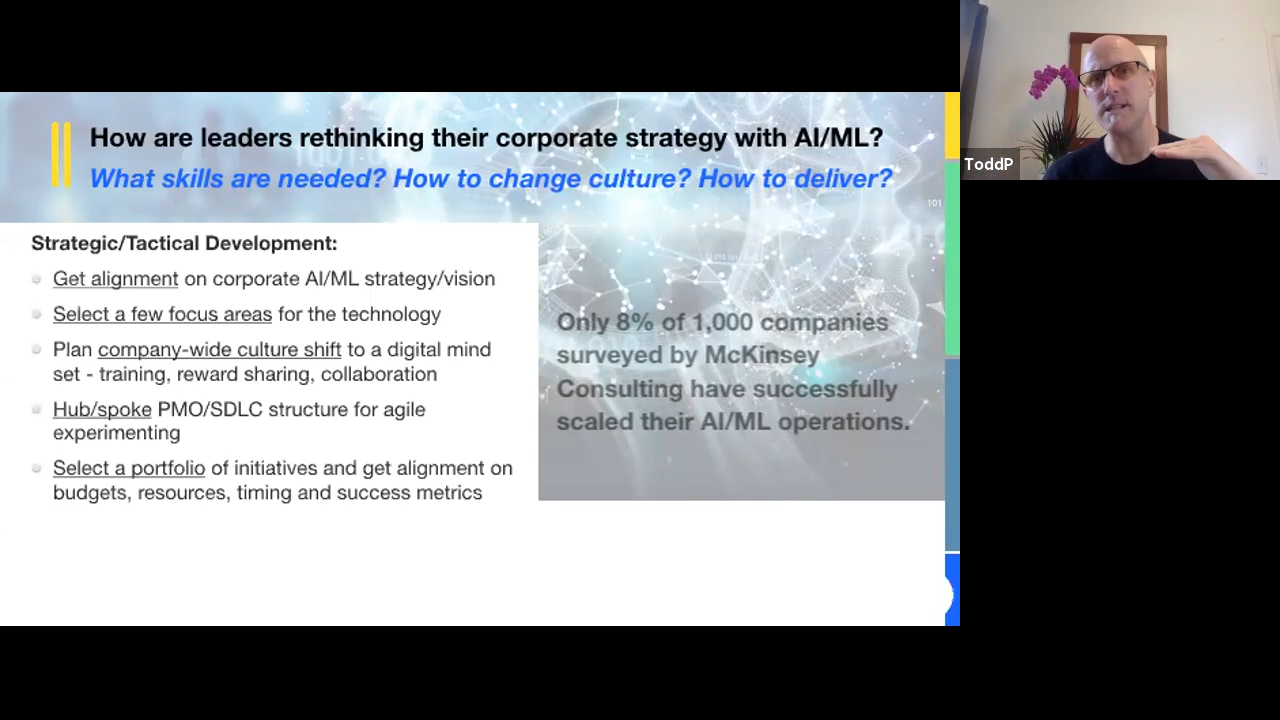 How are leaders rethinking their corporate strategy with AI/ML?
What skills are needed? How to change culture? How to deliver?
Strategic/Tactical Development:
Get alignment on corporate AI/ML strategy/vision
Select a few focus areas for the technology
Plan company-wide culture shift to a digital mind
set - training, reward sharing, collaboration
Hub/spoke PMO/SDLC structure for agile
experimenting
Select a portfolio of initiatives and get alignment on
budgets, resources, timing and success metrics
101
Only 8% of 1,000 companies
surveyed by McKinsey
Consulting have successfully
scaled their AI/ML operations.
ToddP